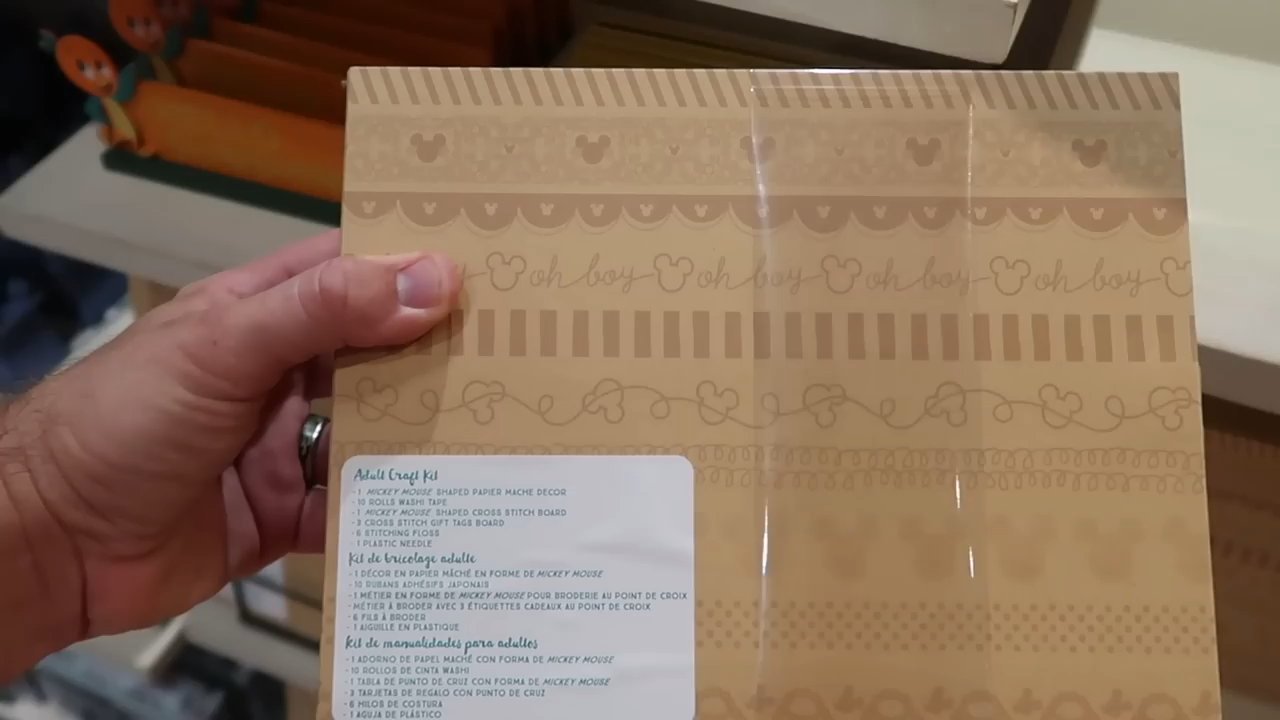 oh boy oh boy oh boy oh boy
Adult Craft Kit
- 1 MICKEY MOUSE SHAPED PAPIER MACHE DECOR
- 10 ROLLS WASHI TAPE
- 1 MICKEY MOUSE SHAPED CROSS STITCH BOARD
- 3 CROSS STITCH GIFT TAGS BOARD
- 6 STITCHING FLOSS
- 1 PLASTIC NEEDLE
Kit de bricolage adulte
- 1 DÉCOR EN PAPIER MÂCHÉ EN FORME DE MICKEY MOUSE
- 10 RUBANS ADHÉSIFS JAPONAIS
- 1 MÉTIER EN FORME DE MICKEY MOUSE POUR BRODERIE AU POINT DE CROIX
- MÉTIER À BRODER AVEC 3 ÉTIQUETTES CADEAUX AU POINT DE CROIX
- 6 FILS À BRODER
- 1 AIGUILLE EN PLASTIQUE
Kit de manualidades para adultos
- 1 ADORNO DE PAPEL MACHÉ CON FORMA DE MICKEY MOUSE
- 10 ROLLOS DE CINTA WASHI
- 1 TABLA DE PUNTO DE CRUZ CON FORMA DE MICKEY MOUSE
- 3 TARJETAS DE REGALO CON PUNTO DE CRUZ
- 6 HILOS DE COSTURA
- 1 AGUJA DE PLÁSTICO